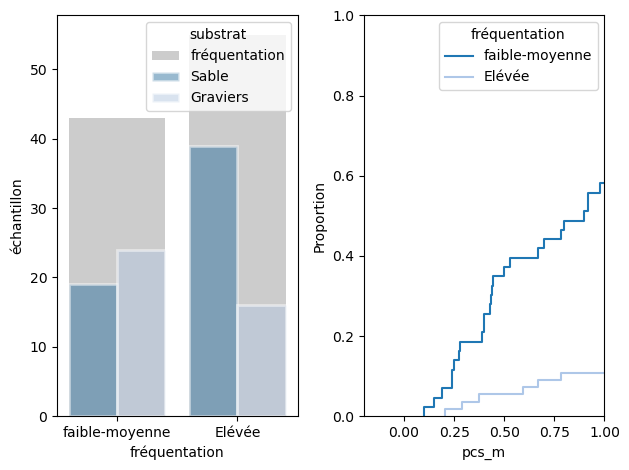 substrat
fréquentation
Sable
Graviers
50
40
30
20
10
0
échantillon
faible-moyenne
Elévée
fréquentation
fréquentation
faible-moyenne
Elévée
1.0
0.8
0.6
0.4
0.2
0.0
Proportion
0.00
0.25
0.50
0.75
1.00
pcs_m